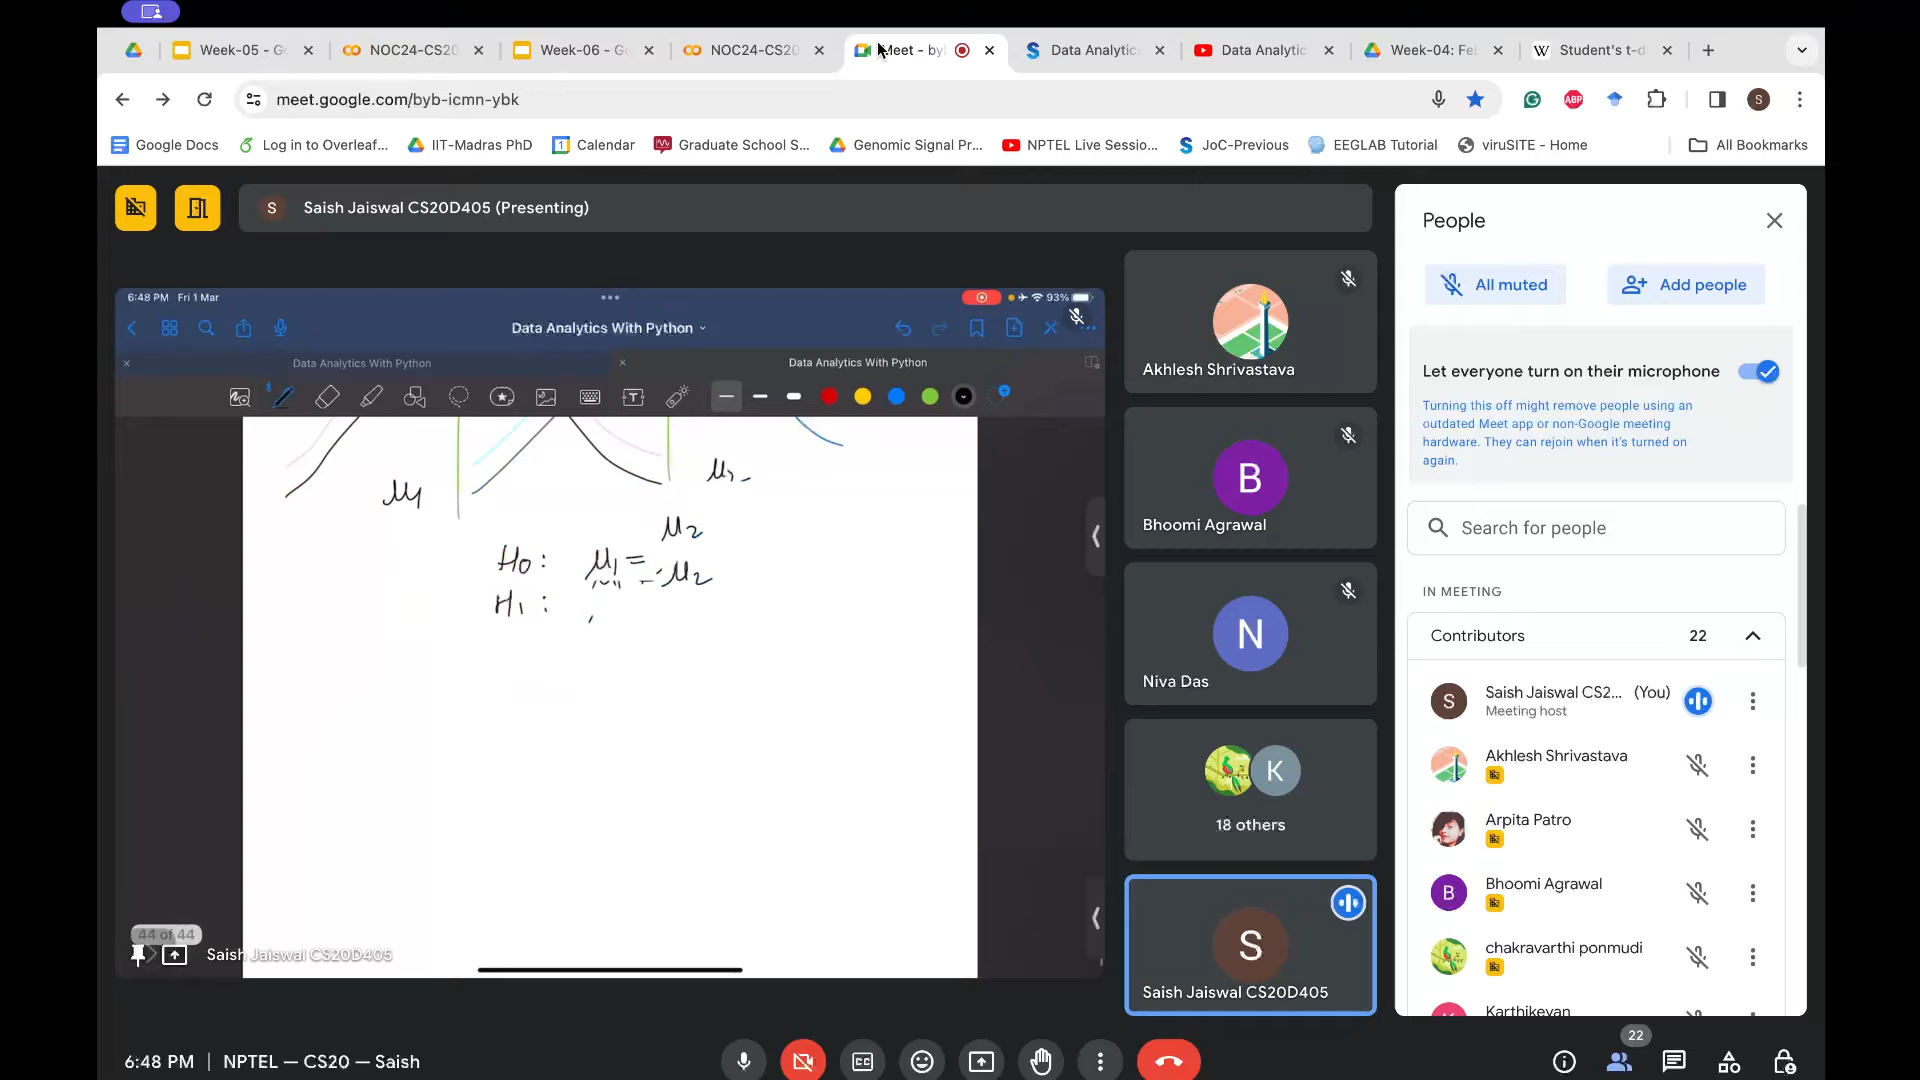 Week-05 - G
NOC24-CS20
Week-06 - G
NOC24-CS20
Meet - by
Data Analytic
Data Analytic
Week-04: Fe
Student's t-d
meet.google.com/byb-icmn-ybk
ABP
S
Google Docs
Log in to Overleaf...
IIT-Madras PhD
Calendar
Graduate School S...
Genomic Signal Pr...
NPTEL Live Sessio...
JoC-Previous
EEGLAB Tutorial
viruSITE - Home
All Bookmarks
S Saish Jaiswal CS20D405 (Presenting)
6:48 PM Fri 1 Mar
93%
Data Analytics With Python
Data Analytics With Python
Data Analytics With Python
μ1
μ2
H0: μ1 = μ2
H1 :
44 of 44
Saish Jaiswal CS20D405
Akhlesh Shrivastava
B
Bhoomi Agrawal
N
Niva Das
K
18 others
S
Saish Jaiswal CS20D405
People
All muted
Add people
Let everyone turn on their microphone
Turning this off might remove people using an
outdated Meet app or non-Google meeting
hardware. They can rejoin when it's turned on
again.
Search for people
IN MEETING
Contributors 22
S Saish Jaiswal CS2... (You)
Meeting host
Akhlesh Shrivastava
Arpita Patro
B Bhoomi Agrawal
chakravarthi ponmudi
Karthikeyan
6:48 PM | NPTEL — CS20 — Saish
22